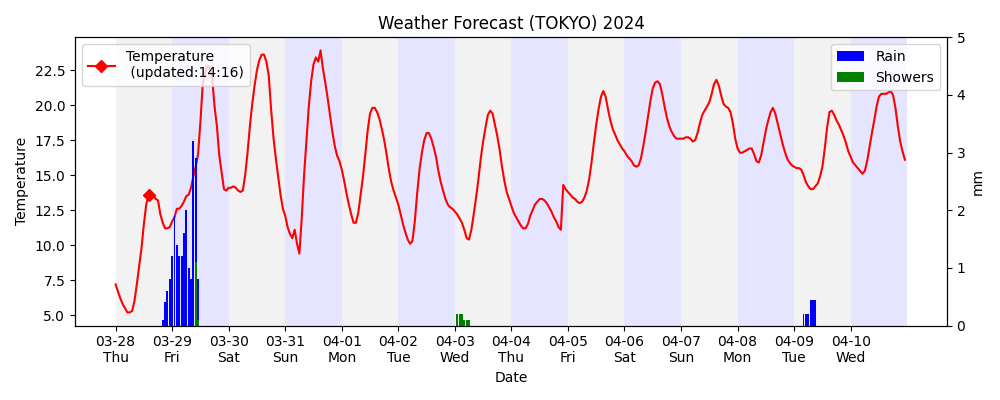 Weather Forecast (TOKYO) 2024
Temperature
(updated:14:16)
Rain
Showers
Temperature
22.5
20.0
17.5
15.0
12.5
10.0
7.5
5.0
5
4
3
2
1
0
mm
03-28 03-29 03-30 03-31 04-01 04-02 04-03 04-04 04-05 04-06 04-07 04-08 04-09 04-10
Thu Fri Sat Sun Mon Tue Wed Thu Fri Sat Sun Mon Tue Wed
Date